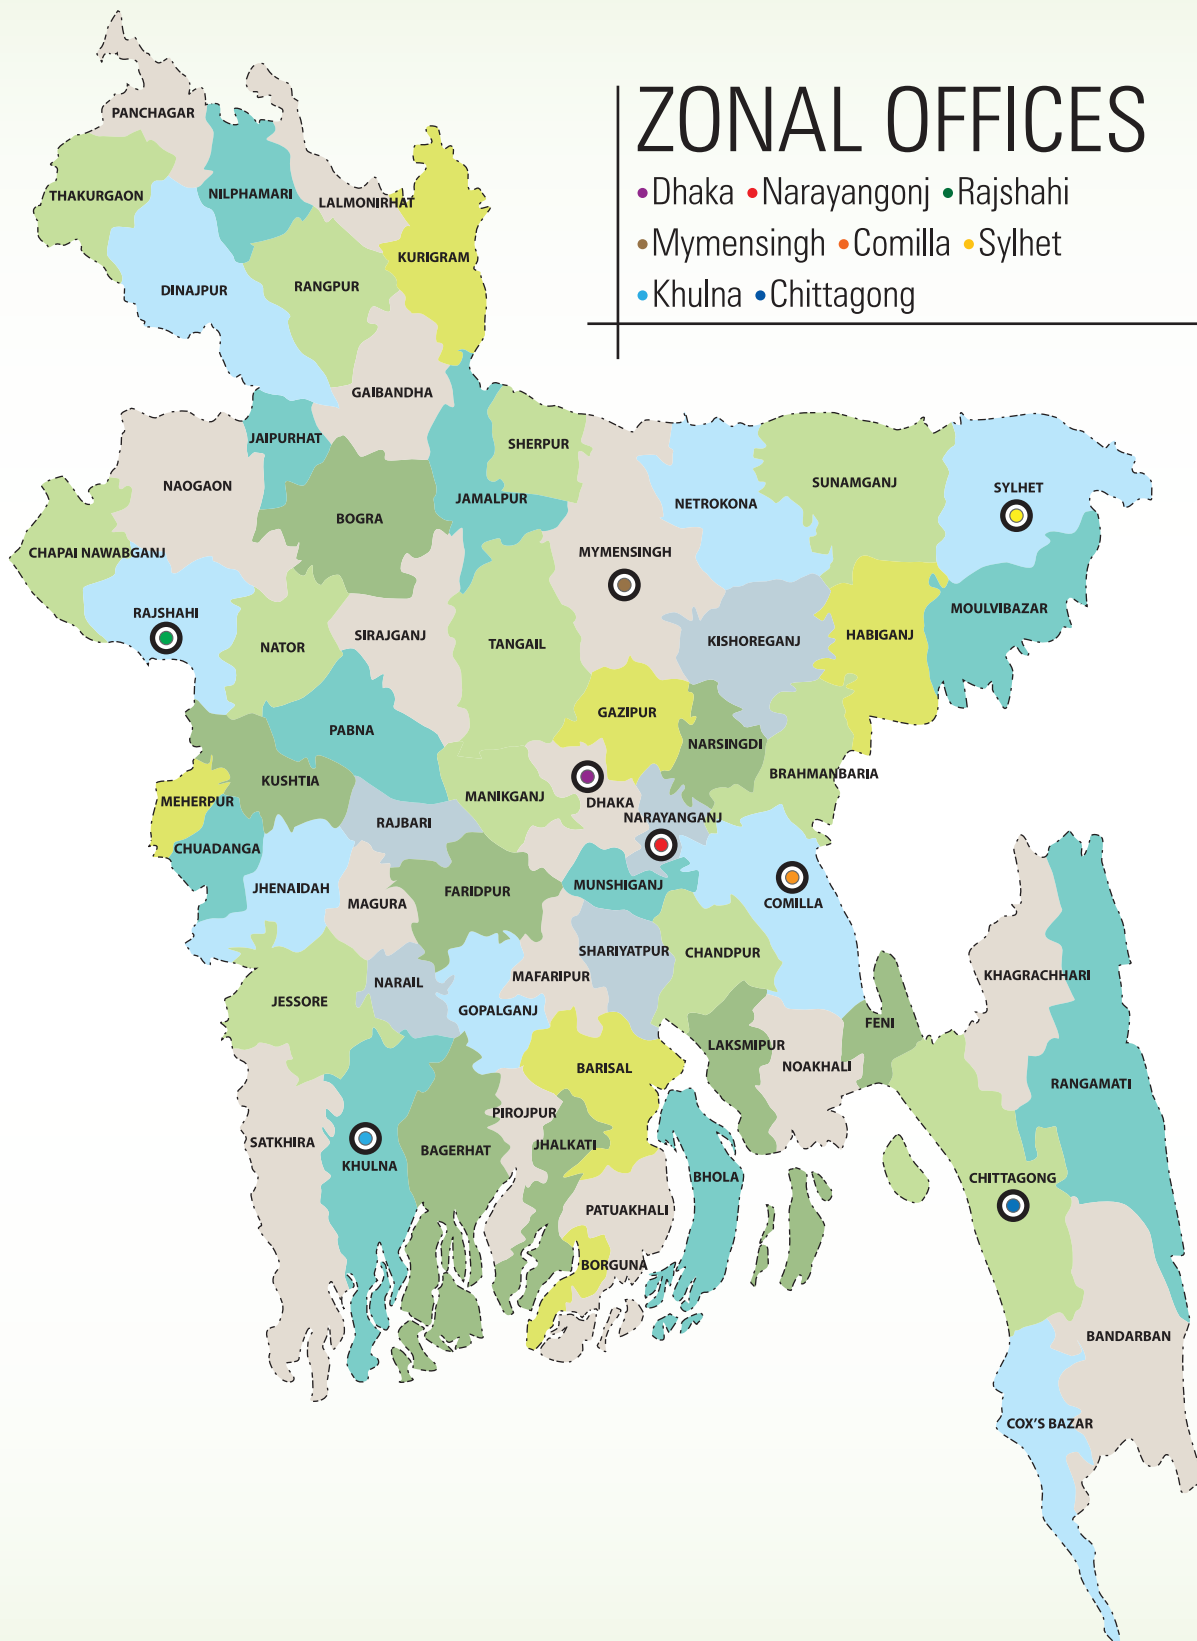 ZONAL OFFICES
• Dhaka • Narayangonj • Rajshahi
• Mymensingh • Comilla • Sylhet
• Khulna • Chittagong
PANCHAGAR
THAKURGAON
NILPHAMARI
LALMONIRHAT
KURIGRAM
DINAJPUR
RANGPUR
GAIBANDHA
JAIPURHAT
SHERPUR
NAOGAON
BOGRA
JAMALPUR
NETROKONA
SUNAMGANJ
SYLHET
CHAPAI NAWABGANJ
MYMENSINGH
RAJSHAHI
NATOR
SIRAJGANJ
TANGAIL
KISHOREGANJ
HABIGANJ
MOULVIBAZAR
PABNA
GAZIPUR
NARSINGDI
BRAHMANBARIA
KUSHTIA
MEHERPUR
MANIKGANJ
DHAKA
NARAYANGANJ
RAJBARI
CHUADANGA
JHENAIDAH
MAGURA
FARIDPUR
MUNSHIGANJ
COMILLA
SHARIYATPUR
CHANDPUR
NARAIL
MAFARIPUR
KHAGRACHHARI
JESSORE
GOPALGANJ
FENI
LAKSMIPUR
NOAKHALI
BARISAL
RANGAMATI
PIROJPUR
SATKHIRA
KHULNA
BAGERHAT
JHALKATI
BHOLA
CHITTAGONG
PATUAKHALI
BORGUNA
BANDARBAN
COX'S BAZAR